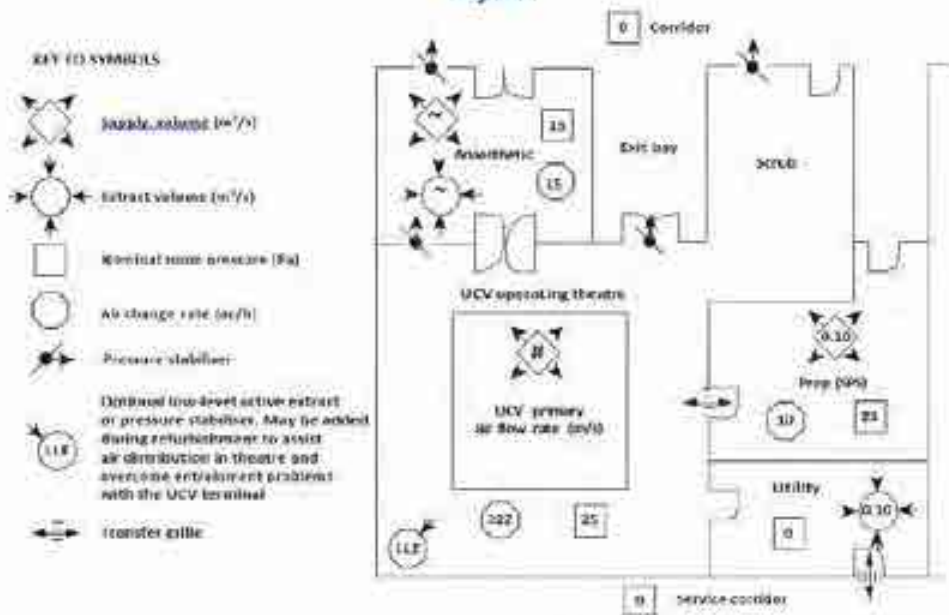 0 Corridor
KEY TO SYMBOLS
Supply volume (m³/s)
Extract volume (m³/s)
Nominal room pressure (Pa)
Air change rate (ac/h)
Pressure stabiliser
Optional low-level active extract
or pressure stabiliser. May be added
during refurbishment to assist
air distribution in theatre and
overcome entrainment problems
with the UCV terminal
LLE
Transfer grille
~
15
Anaesthetic
15
~
Exit bay
Scrub
UCV operating theatre
#
UCV primary
air flow rate (m/s)
0.10
Prep (SPS)
10
Utility
0.10
0
25
LLE
0 Service corridor